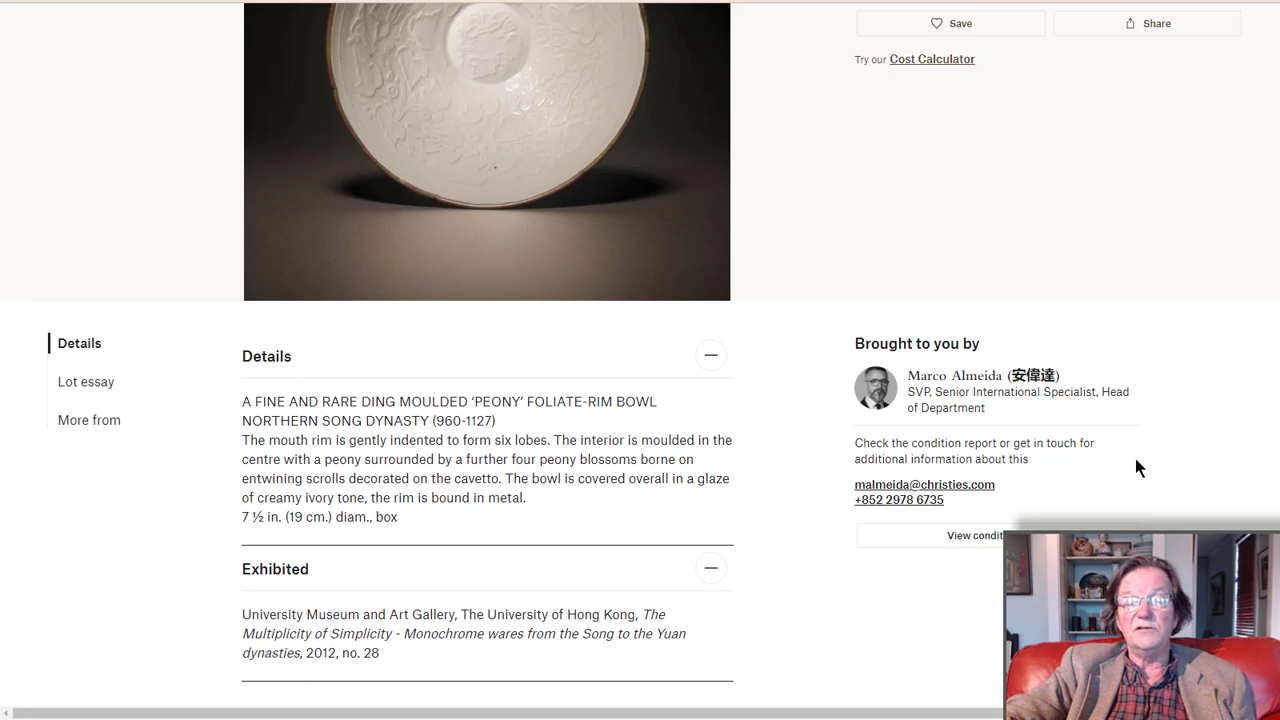 Save
Share
Try our Cost Calculator
Details
Lot essay
More from
Details
A FINE AND RARE DING MOULDED ‘PEONY’ FOLIATE-RIM BOWL
NORTHERN SONG DYNASTY (960-1127)
The mouth rim is gently indented to form six lobes. The interior is moulded in the
centre with a peony surrounded by a further four peony blossoms borne on
entwining scrolls decorated on the cavetto. The bowl is covered overall in a glaze
of creamy ivory tone, the rim is bound in metal.
7 ½ in. (19 cm.) diam., box
Exhibited
University Museum and Art Gallery, The University of Hong Kong, The
Multiplicity of Simplicity - Monochrome wares from the Song to the Yuan
dynasties, 2012, no. 28
Brought to you by
Marco Almeida (安偉達)
SVP, Senior International Specialist, Head
of Department
Check the condition report or get in touch for
additional information about this
malmeida@christies.com
+852 2978 6735
View condit